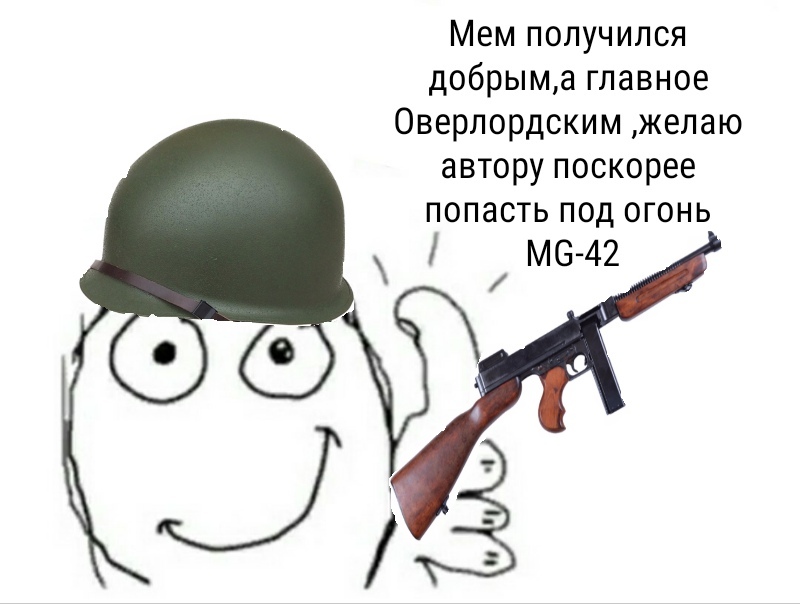 Мем получился
добрым,а главное
Оверлордским ,желаю
автору поскорее
попасть под огонь
MG-42